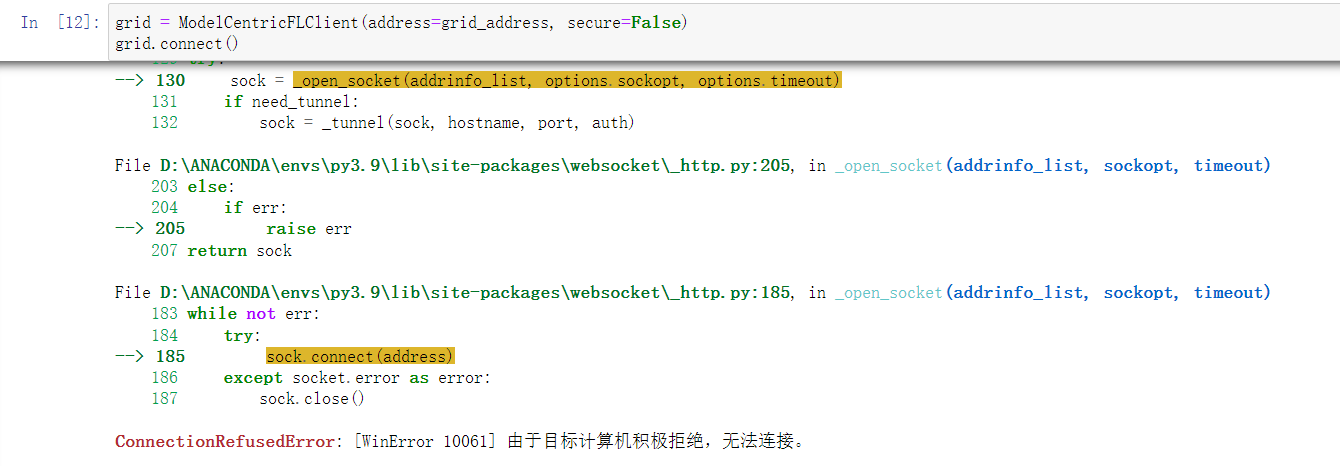 In [12]: grid = ModelCentricFLClient(address=grid_address, secure=False)
grid.connect()
--> 130 sock = _open_socket(addrinfo_list, options.sockopt, options.timeout)
131 if need_tunnel:
132 sock = _tunnel(sock, hostname, port, auth)
File D:\ANACONDA\envs\py3.9\lib\site-packages\websocket\_http.py:205, in _open_socket(addrinfo_list, sockopt, timeout)
203 else:
204 if err:
--> 205 raise err
207 return sock
File D:\ANACONDA\envs\py3.9\lib\site-packages\websocket\_http.py:185, in _open_socket(addrinfo_list, sockopt, timeout)
183 while not err:
184 try:
--> 185 sock.connect(address)
186 except socket.error as error:
187 sock.close()
ConnectionRefusedError: [WinError 10061] 由于目标计算机积极拒绝，无法连接。